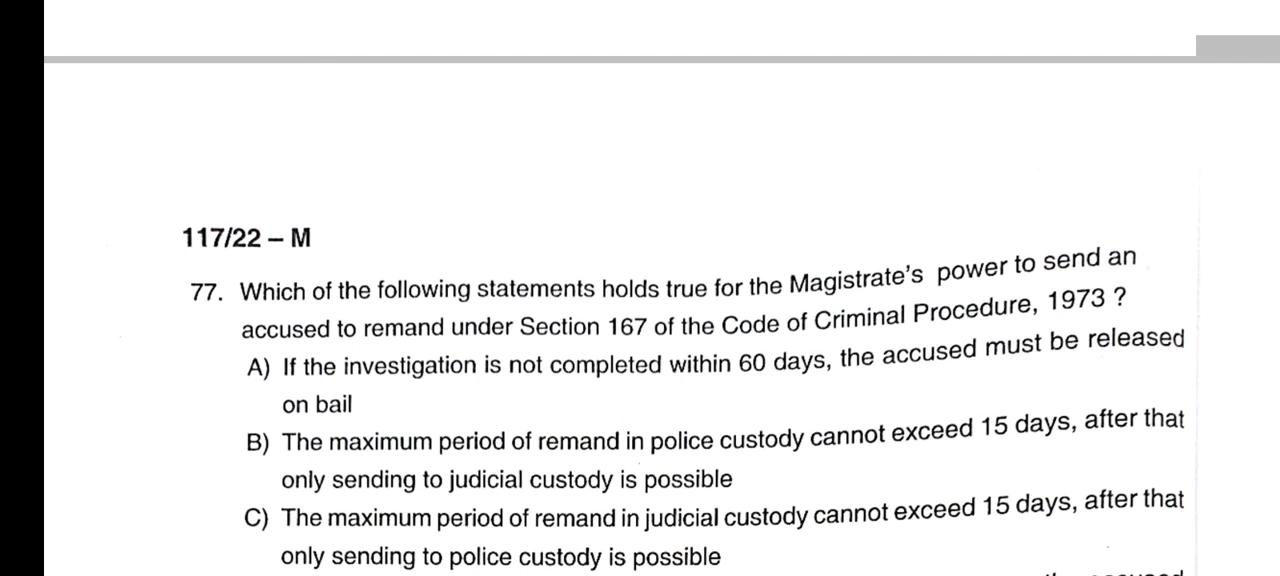 117/22 – M
77. Which of the following statements holds true for the Magistrate's power to send an
accused to remand under Section 167 of the Code of Criminal Procedure, 1973 ?
A) If the investigation is not completed within 60 days, the accused must be released
on bail
B) The maximum period of remand in police custody cannot exceed 15 days, after that
only sending to judicial custody is possible
C) The maximum period of remand in judicial custody cannot exceed 15 days, after that
only sending to police custody is possible